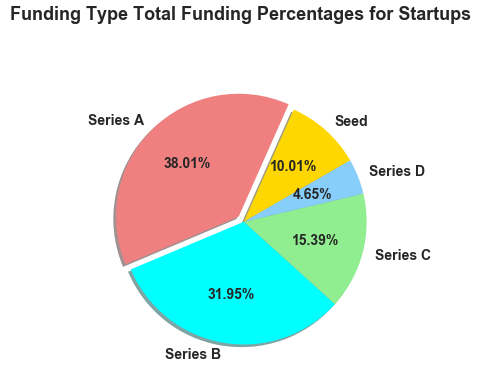 Funding Type Total Funding Percentages for Startups
Series A
38.01%
Seed
10.01%
Series D
4.65%
Series C
15.39%
Series B
31.95%